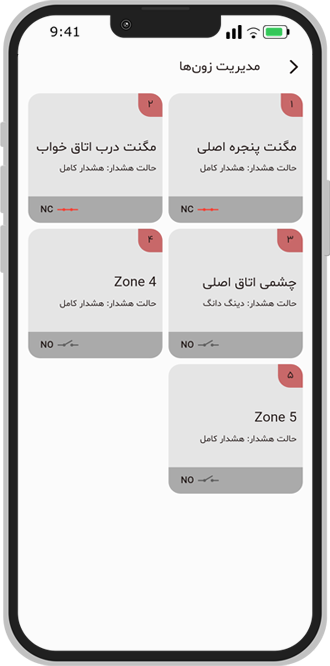 9:41
مدیریت زون‌ها
۱
مگنت پنجره اصلی
حالت هشدار: هشدار کامل
NC
۲
مگنت درب اتاق خواب
حالت هشدار: هشدار کامل
NC
۳
چشمی اتاق اصلی
حالت هشدار: دینگ دانگ
NO
۴
Zone 4
حالت هشدار: هشدار کامل
NO
۵
Zone 5
حالت هشدار: هشدار کامل
NO